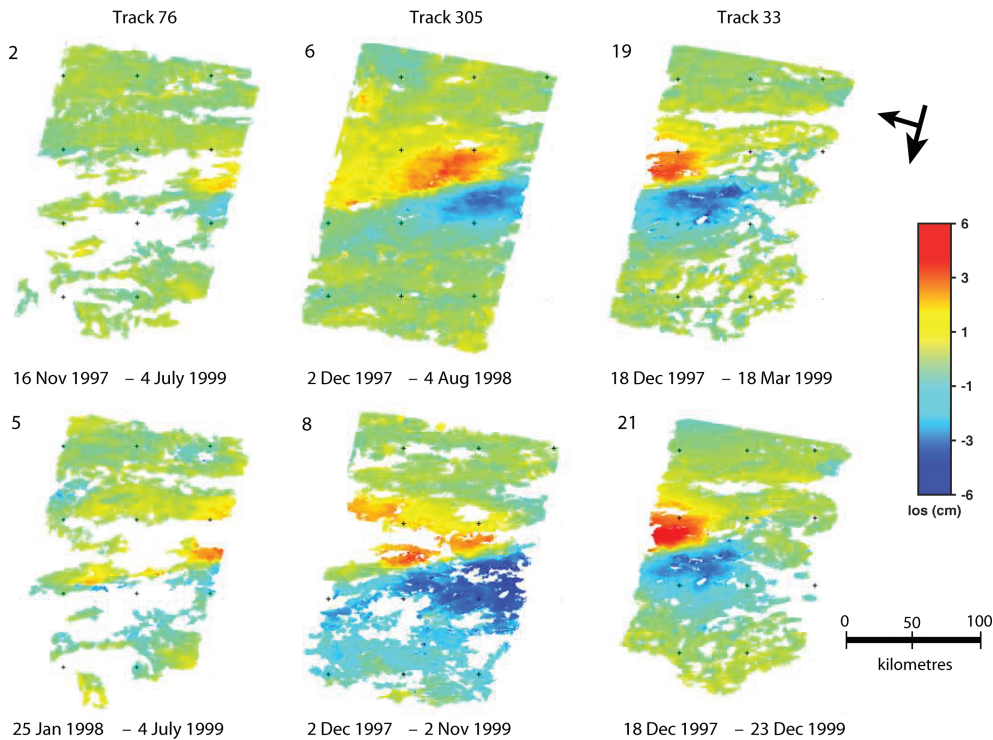 Track 76
Track 305
Track 33
2
6
19
16 Nov 1997 – 4 July 1999
2 Dec 1997 – 4 Aug 1998
18 Dec 1997 – 18 Mar 1999
6
3
1
-1
-3
-6
los (cm)
5
8
21
25 Jan 1998 – 4 July 1999
2 Dec 1997 – 2 Nov 1999
18 Dec 1997 – 23 Dec 1999
0 50 100
kilometres